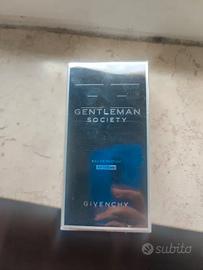 GENTLEMAN
SOCIETY
EAU DE PARFUM
GIVENCHY
subito